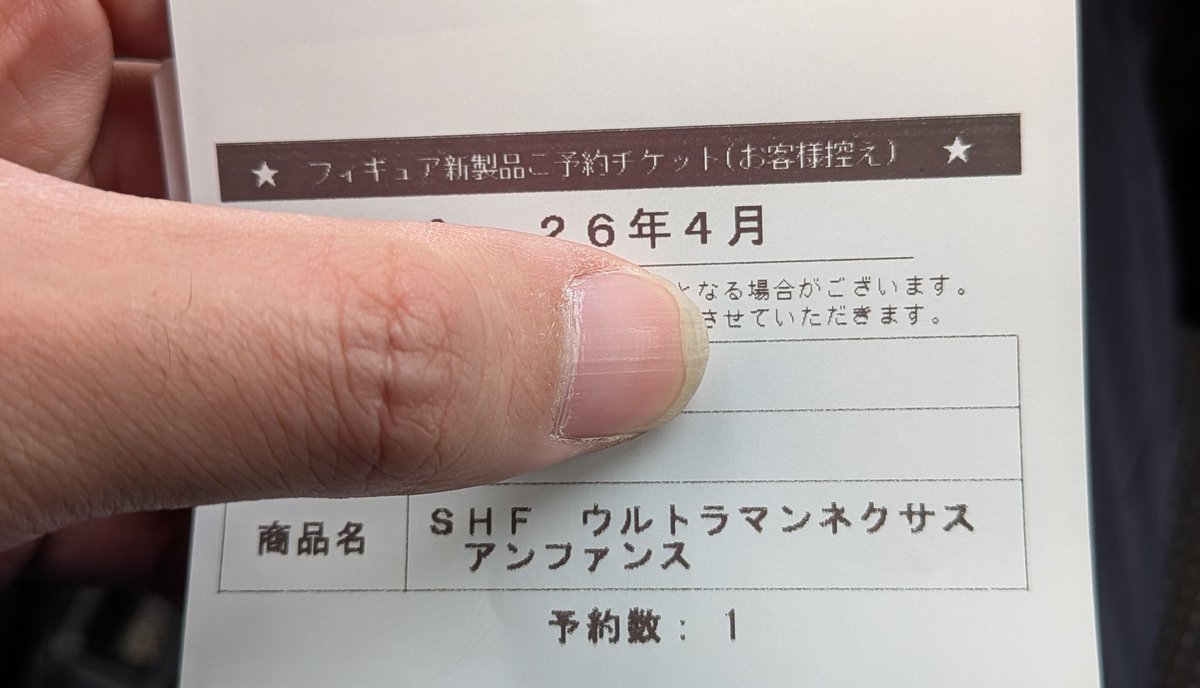 ★ フィギュア新製品ご予約チケット(お客様控え) ★
26年4月
となる場合がございます。
させていただきます。
商品名
SHF ウルトラマンネクサス
アンファンス
予約数: 1